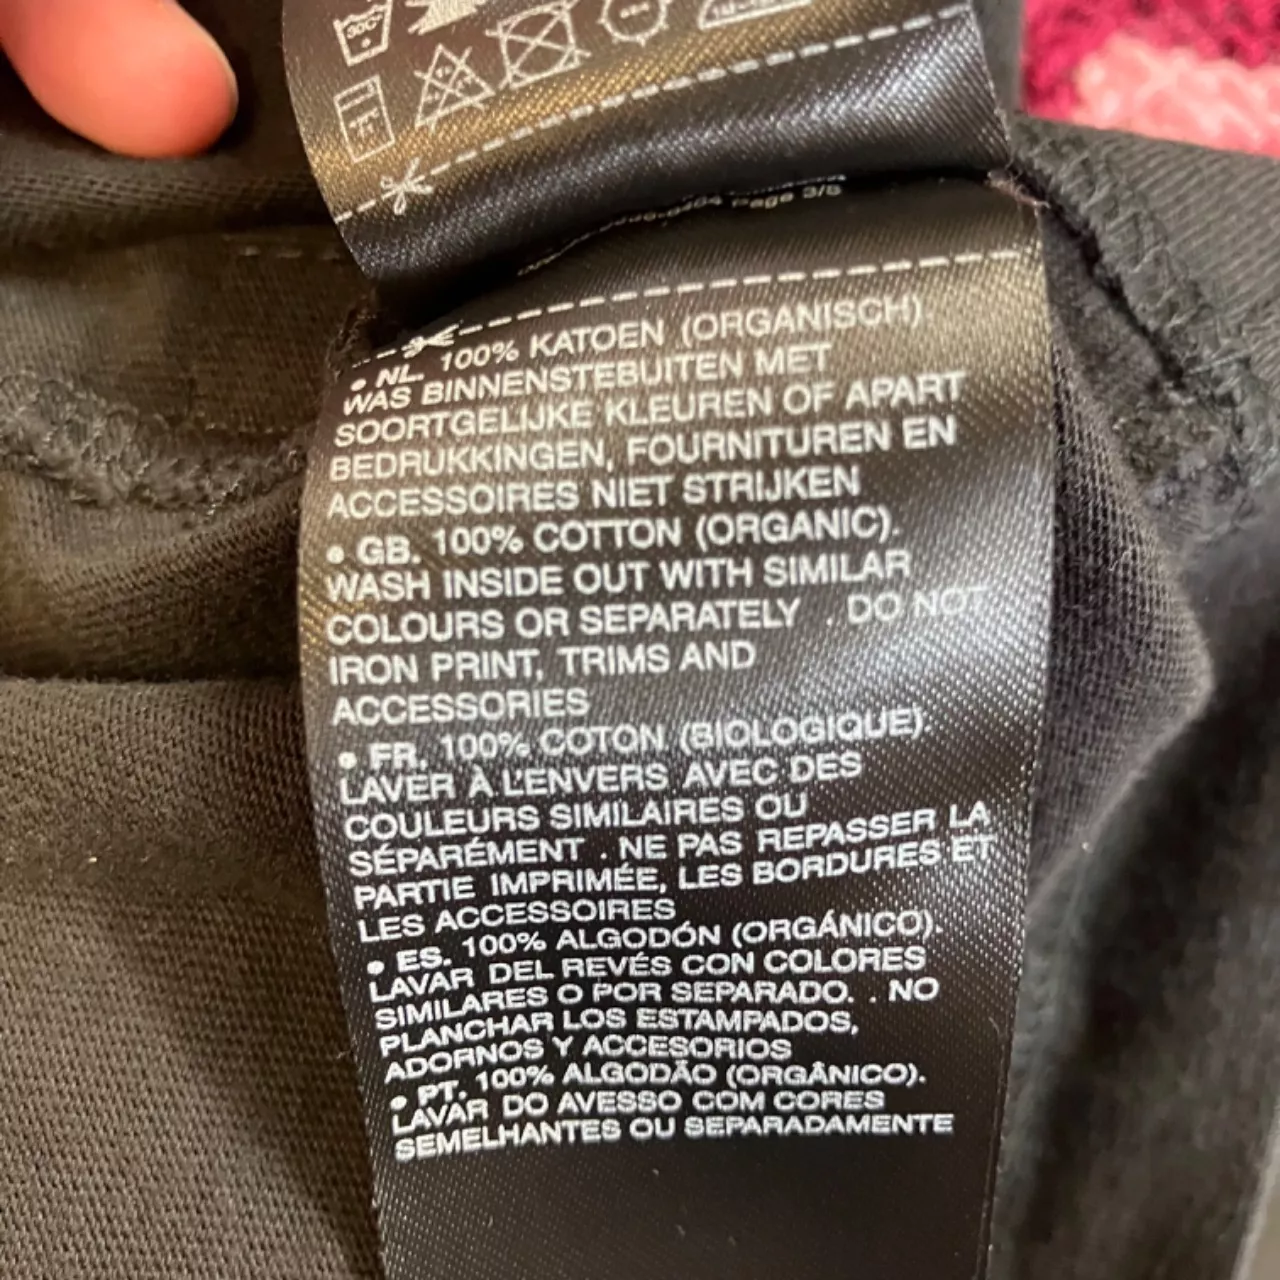 30C°
Page 3/8
• NL. 100% KATOEN (ORGANISCH)
WAS BINNENSTEBUITEN MET
SOORTGELIJKE KLEUREN OF APART
BEDRUKKINGEN, FOURNITUREN EN
ACCESSOIRES NIET STRIJKEN
• GB. 100% COTTON (ORGANIC).
WASH INSIDE OUT WITH SIMILAR
COLOURS OR SEPARATELY . DO NOT
IRON PRINT, TRIMS AND
ACCESSORIES
• FR. 100% COTON (BIOLOGIQUE).
LAVER À L'ENVERS AVEC DES
COULEURS SIMILAIRES OU
SÉPARÉMENT . NE PAS REPASSER LA
PARTIE IMPRIMÉE, LES BORDURES ET
LES ACCESSOIRES
• ES. 100% ALGODÓN (ORGÁNICO).
LAVAR DEL REVÉS CON COLORES
SIMILARES O POR SEPARADO. . NO
PLANCHAR LOS ESTAMPADOS,
ADORNOS Y ACCESORIOS
• PT. 100% ALGODÃO (ORGÂNICO).
LAVAR DO AVESSO COM CORES
SEMELHANTES OU SEPARADAMENTE